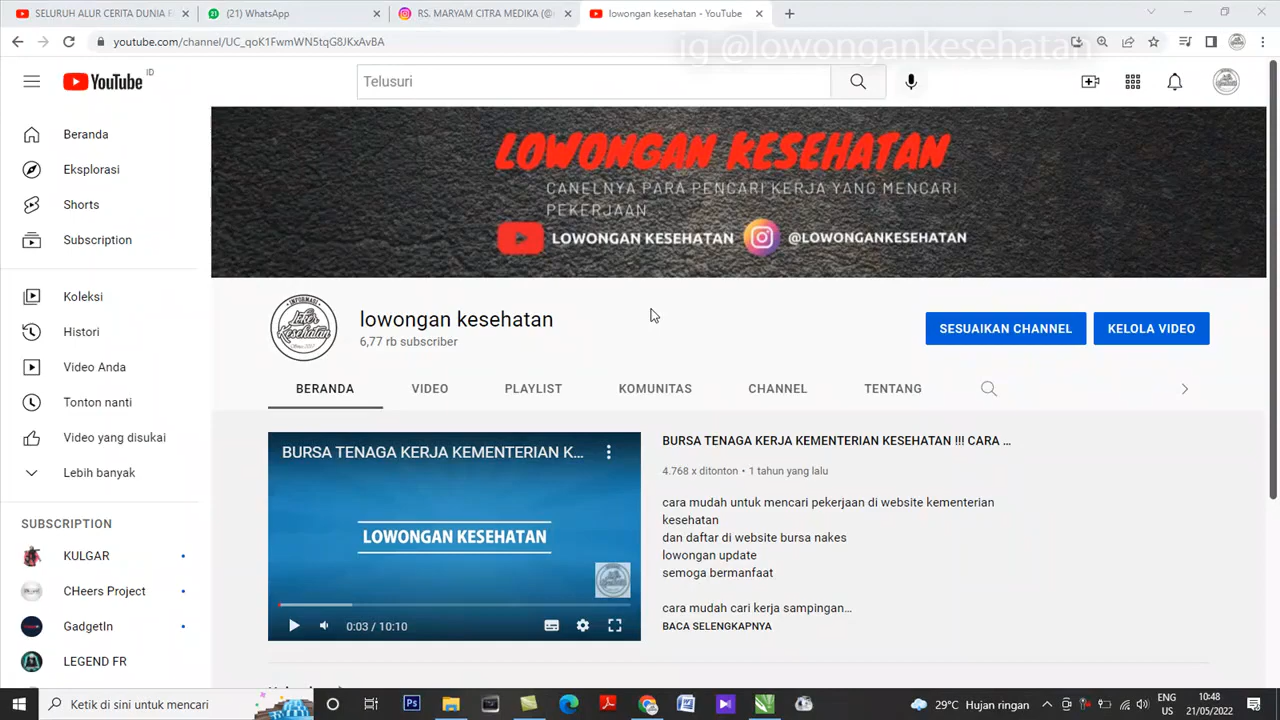 SELURUH ALUR CERITA DUNIA F
(21) WhatsApp
RS. MARYAM CITRA MEDIKA (@
lowongan kesehatan - YouTube
youtube.com/channel/UC_qoK1FwmWN5tqG8JKxAvBA
ig @lowongankesehatan
YouTube ID
Telusuri
Beranda
Eksplorasi
Shorts
Subscription
Koleksi
Histori
Video Anda
Tonton nanti
Video yang disukai
Lebih banyak
SUBSCRIPTION
KULGAR
CHeers Project
GadgetIn
LEGEND FR
LOWONGAN KESEHATAN
CANELNYA PARA PENCARI KERJA YANG MENCARI
PEKERJAAN
LOWONGAN KESEHATAN @LOWONGANKESEHATAN
INFORMASI
loker
Kesehatan
lowongan kesehatan
6,77 rb subscriber
SESUAIKAN CHANNEL
KELOLA VIDEO
BERANDA VIDEO PLAYLIST KOMUNITAS CHANNEL TENTANG
BURSA TENAGA KERJA KEMENTERIAN K...
LOWONGAN KESEHATAN
0:03 / 10:10
BURSA TENAGA KERJA KEMENTERIAN KESEHATAN !!! CARA ...
4.768 x ditonton • 1 tahun yang lalu
cara mudah untuk mencari pekerjaan di website kementerian
kesehatan
dan daftar di website bursa nakes
lowongan update
semoga bermanfaat
cara mudah cari kerja sampingan...
BACA SELENGKAPNYA
Ketik di sini untuk mencari
Ps
29°C Hujan ringan
ENG
US
10:48
21/05/2022